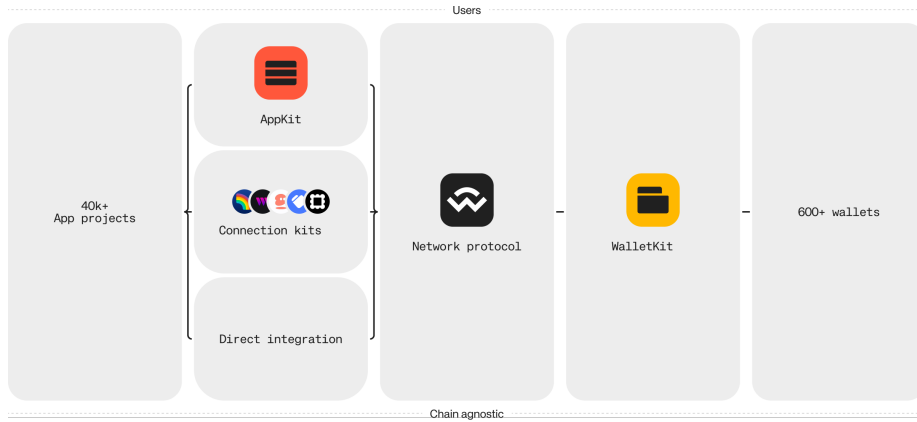 Users
40k+
App projects
AppKit
Connection kits
Direct integration
Network protocol
WalletKit
600+ wallets
Chain agnostic